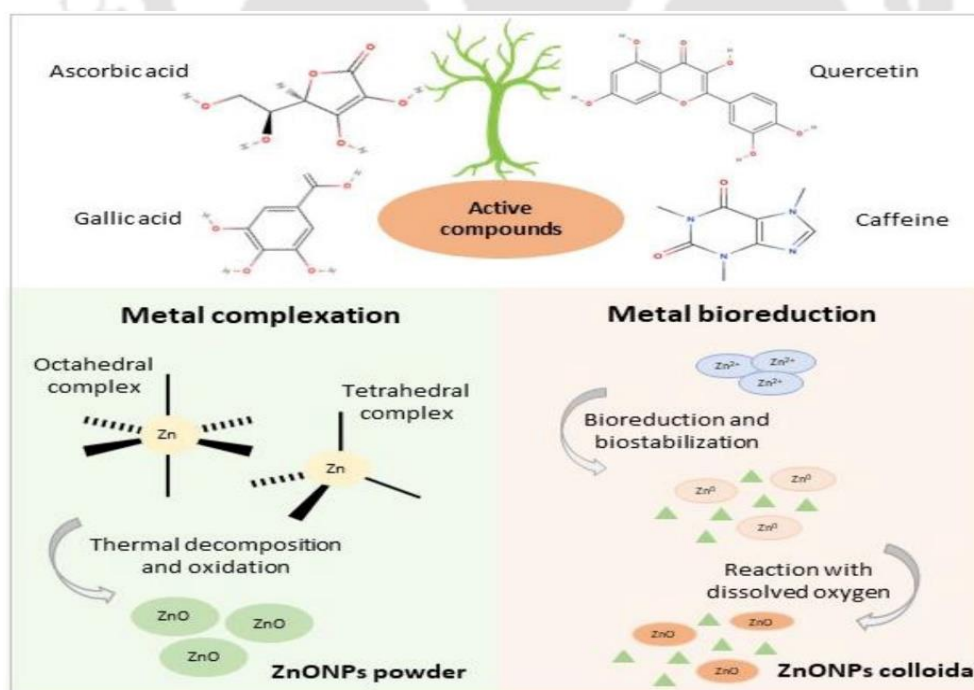 Ascorbic acid
Quercetin
Gallic acid
Active
compounds
Caffeine
Metal complexation
Octahedral
complex
Zn
Tetrahedral
complex
Zn
Thermal decomposition
and oxidation
ZnO
ZnO
ZnO
ZnONPs powder
Metal bioreduction
Zn²⁺
Zn²⁺
Zn²⁺
Bioreduction and
biostabilization
Zn⁰
Zn⁰
Zn⁰
Reaction with
dissolved oxygen
ZnO
ZnO
ZnO
ZnONPs colloida